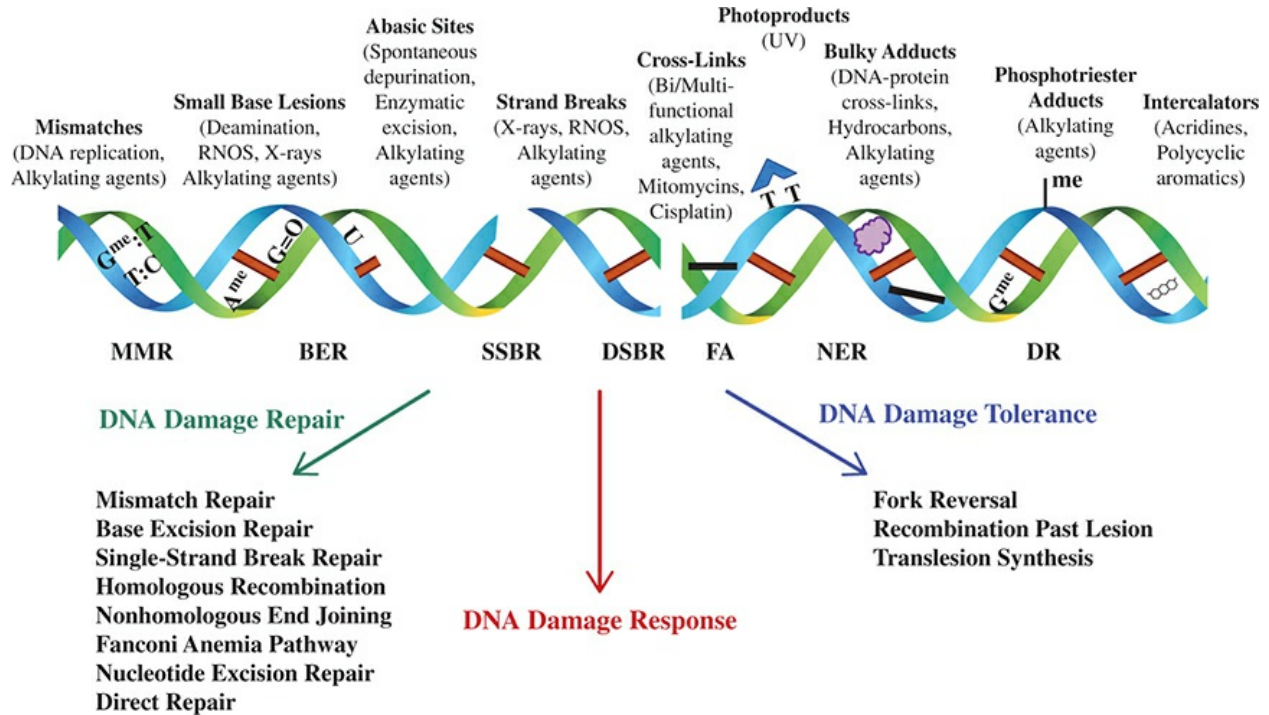 Mismatches
(DNA replication,
Alkylating agents)
Small Base Lesions
(Deamination,
RNOS, X-rays
Alkylating agents)
Abasic Sites
(Spontaneous
depurination,
Enzymatic
excision,
Alkylating
agents)
Strand Breaks
(X-rays, RNOS,
Alkylating
agents)
Cross-Links
(Bi/Multi-
functional
alkylating
agents,
Mitomycins,
Cisplatin)
Photoproducts
(UV)
Bulky Adducts
(DNA-protein
cross-links,
Hydrocarbons,
Alkylating
agents)
Phosphotriester
Adducts
(Alkylating
agents)
Intercalators
(Acridines,
Polycyclic
aromatics)
Gme:T
T:C
Ame
G=O
U
T T
me
Gme
MMR
BER
SSBR
DSBR
FA
NER
DR
DNA Damage Repair
Mismatch Repair
Base Excision Repair
Single-Strand Break Repair
Homologous Recombination
Nonhomologous End Joining
Fanconi Anemia Pathway
Nucleotide Excision Repair
Direct Repair
DNA Damage Response
DNA Damage Tolerance
Fork Reversal
Recombination Past Lesion
Translesion Synthesis